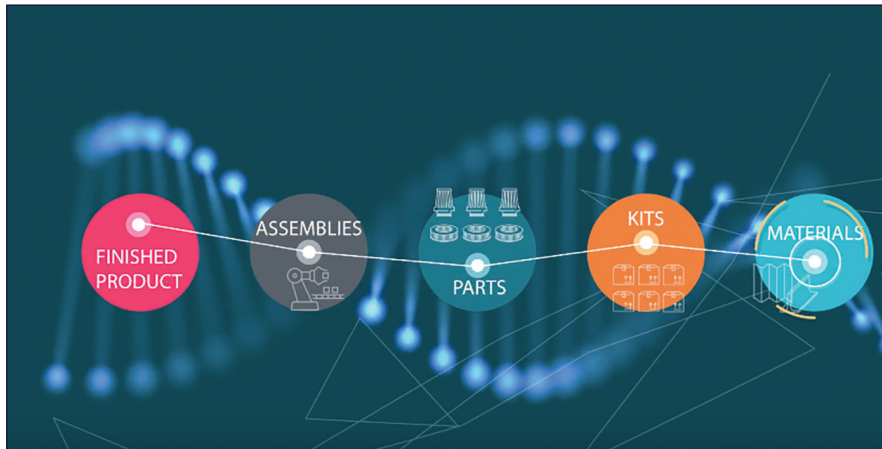 FINISHED
PRODUCT
ASSEMBLIES
PARTS
KITS
MATERIALS